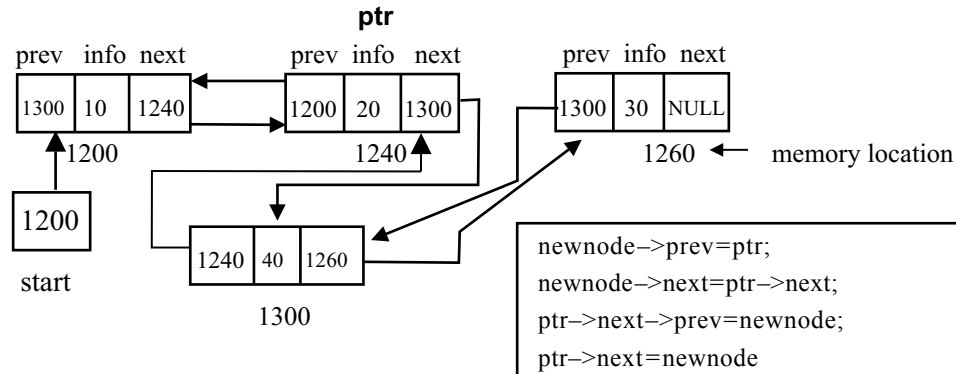 ptr
prev info next
prev info next
prev info next
1300 10 1240
1200 20 1300
1300 30 NULL
1200
1240
1260
memory location
1200
start
1240 40 1260
1300
newnode–>prev=ptr;
newnode–>next=ptr–>next;
ptr–>next–>prev=newnode;
ptr–>next=newnode